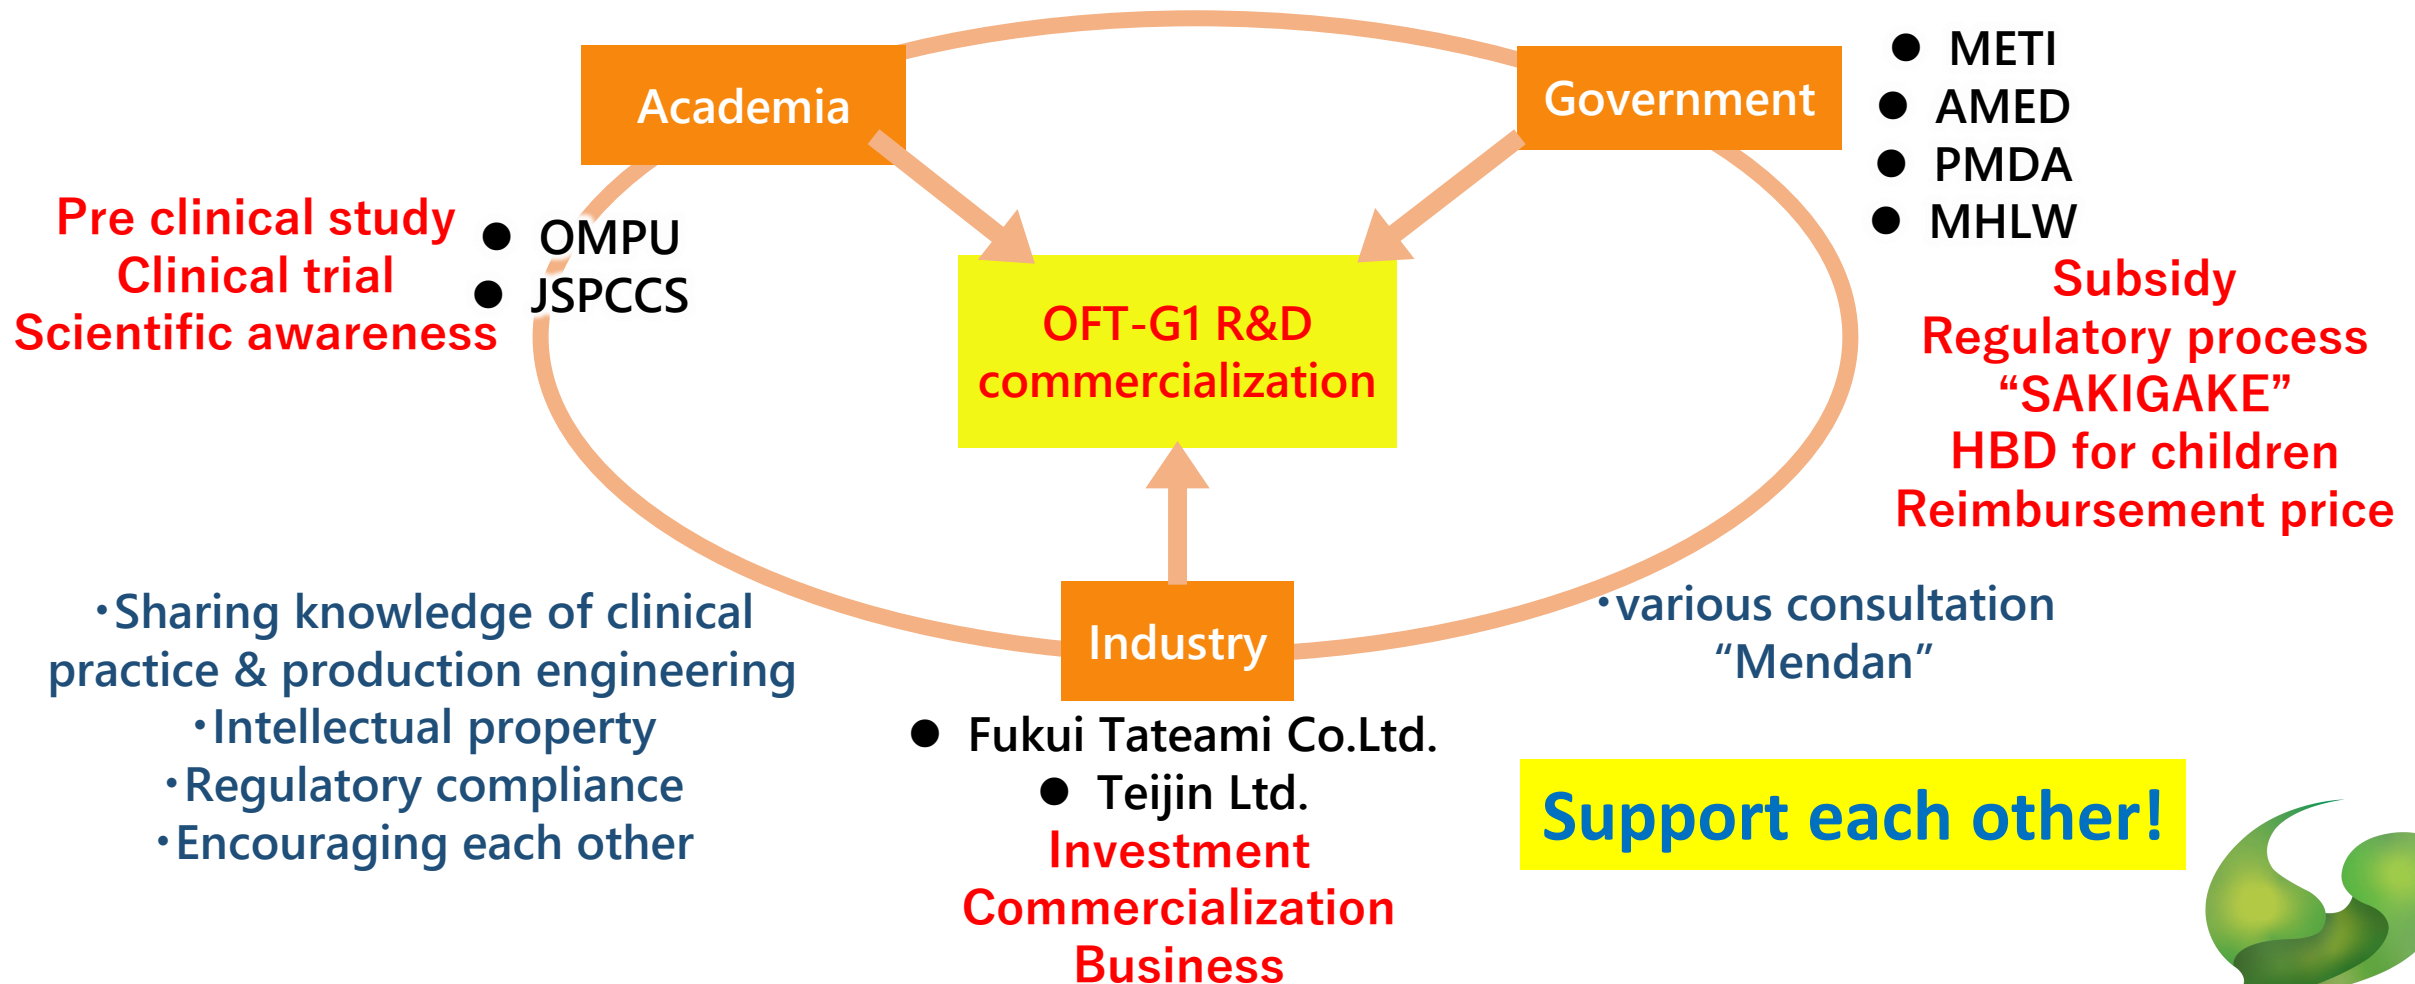 Academia
Government
● METI
● AMED
● PMDA
● MHLW
Subsidy
Regulatory process
“SAKIGAKE”
HBD for children
Reimbursement price
Pre clinical study
Clinical trial
Scientific awareness
● OMPU
● JSPCCS
OFT-G1 R&D
commercialization
Industry
● Fukui Tateami Co.Ltd.
● Teijin Ltd.
Investment
Commercialization
Business
・Sharing knowledge of clinical
practice & production engineering
・Intellectual property
・Regulatory compliance
・Encouraging each other
・various consultation
“Mendan”
Support each other!